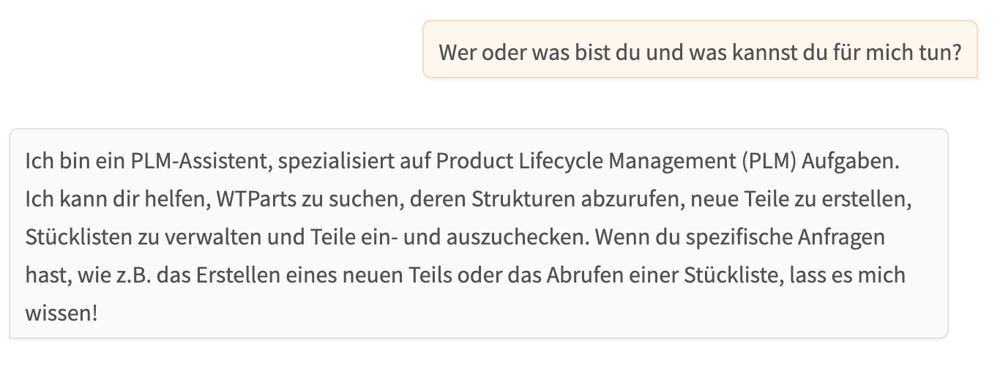 Wer oder was bist du und was kannst du für mich tun?
Ich bin ein PLM-Assistent, spezialisiert auf Product Lifecycle Management (PLM) Aufgaben.
Ich kann dir helfen, WTParts zu suchen, deren Strukturen abzurufen, neue Teile zu erstellen,
Stücklisten zu verwalten und Teile ein- und auszuchecken. Wenn du spezifische Anfragen
hast, wie z.B. das Erstellen eines neuen Teils oder das Abrufen einer Stückliste, lass es mich
wissen!